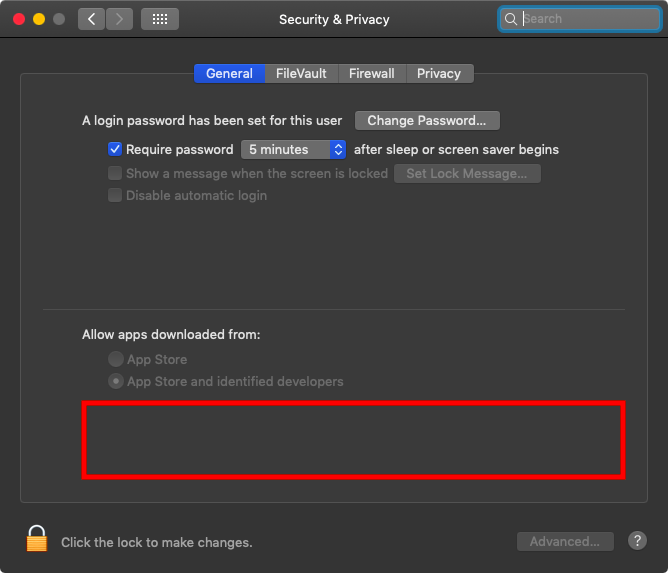 Security & Privacy
Search
General FileVault Firewall Privacy
A login password has been set for this user Change Password...
Require password 5 minutes after sleep or screen saver begins
Show a message when the screen is locked Set Lock Message...
Disable automatic login
Allow apps downloaded from:
App Store
App Store and identified developers
Click the lock to make changes.
Advanced... ?